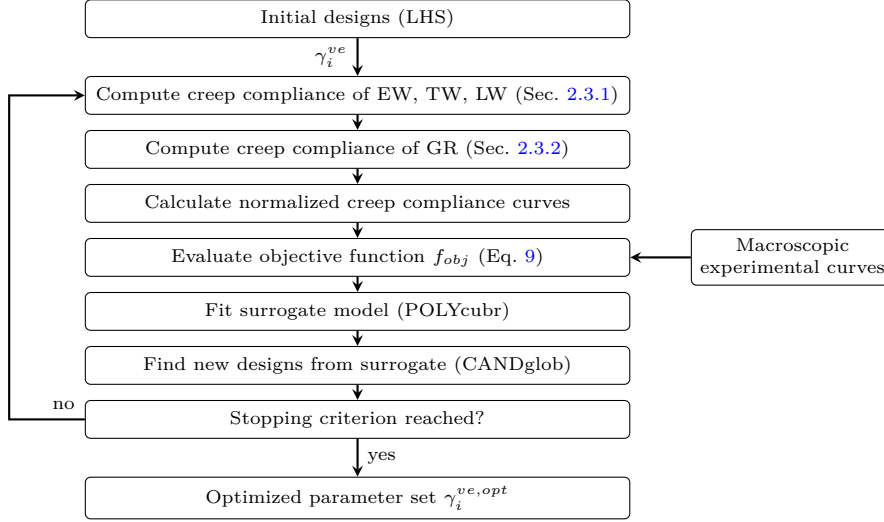 Initial designs (LHS)
γ_i^{ve}
Compute creep compliance of EW, TW, LW (Sec. 2.3.1)
Compute creep compliance of GR (Sec. 2.3.2)
Calculate normalized creep compliance curves
Evaluate objective function f_{obj} (Eq. 9)
Macroscopic
experimental curves
Fit surrogate model (POLYcubr)
Find new designs from surrogate (CANDglob)
no
Stopping criterion reached?
yes
Optimized parameter set γ_i^{ve,opt}